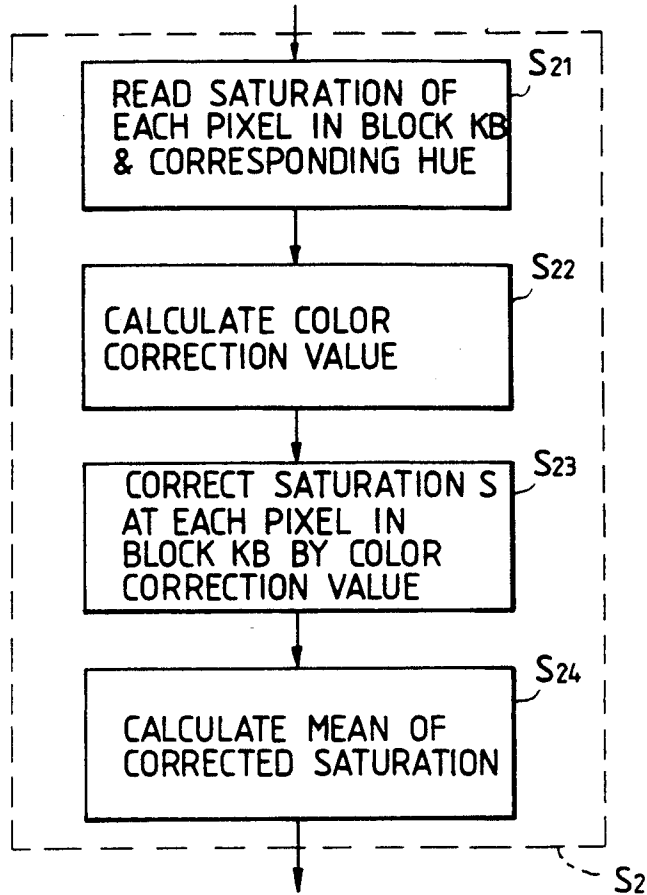 S21
READ SATURATION OF
EACH PIXEL IN BLOCK KB
& CORRESPONDING HUE
S22
CALCULATE COLOR
CORRECTION VALUE
S23
CORRECT SATURATION S
AT EACH PIXEL IN
BLOCK KB BY COLOR
CORRECTION VALUE
S24
CALCULATE MEAN OF
CORRECTED SATURATION
S2